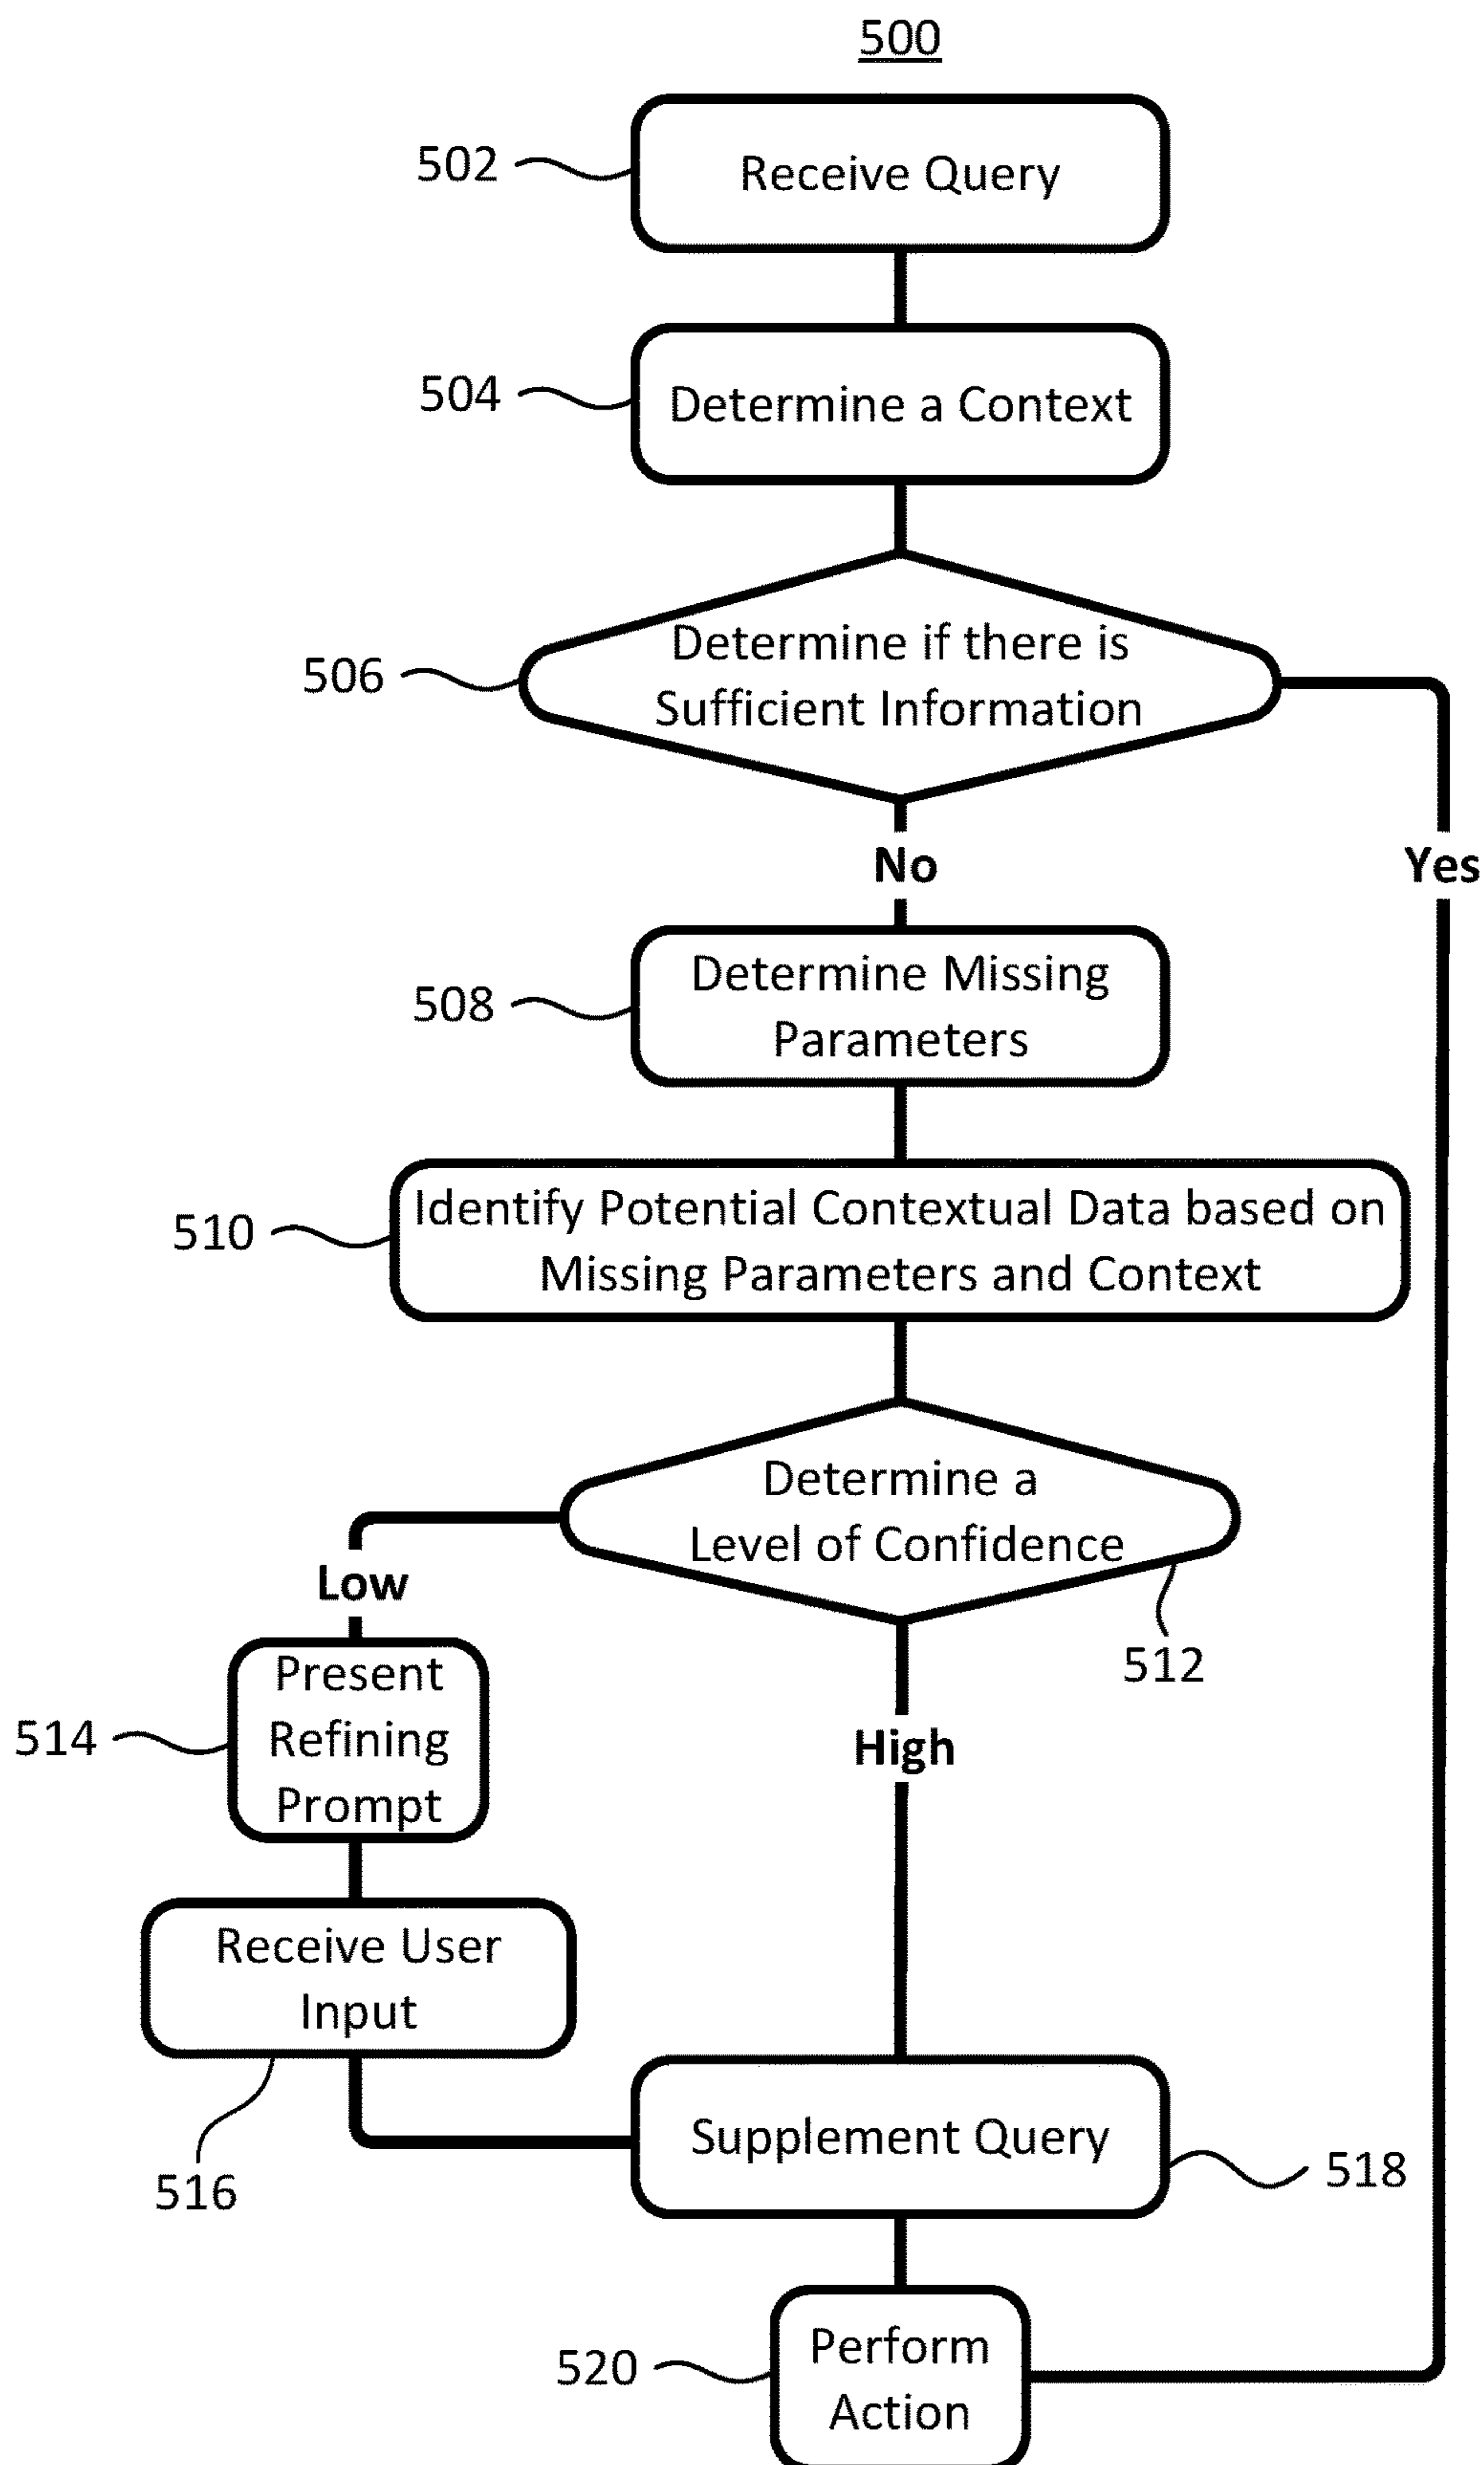 500
502
Receive Query
504
Determine a Context
506
Determine if there is
Sufficient Information
No
Yes
508
Determine Missing
Parameters
510
Identify Potential Contextual Data based on
Missing Parameters and Context
Determine a
Level of Confidence
512
Low
High
514
Present
Refining
Prompt
Receive User
Input
516
Supplement Query
518
520
Perform
Action